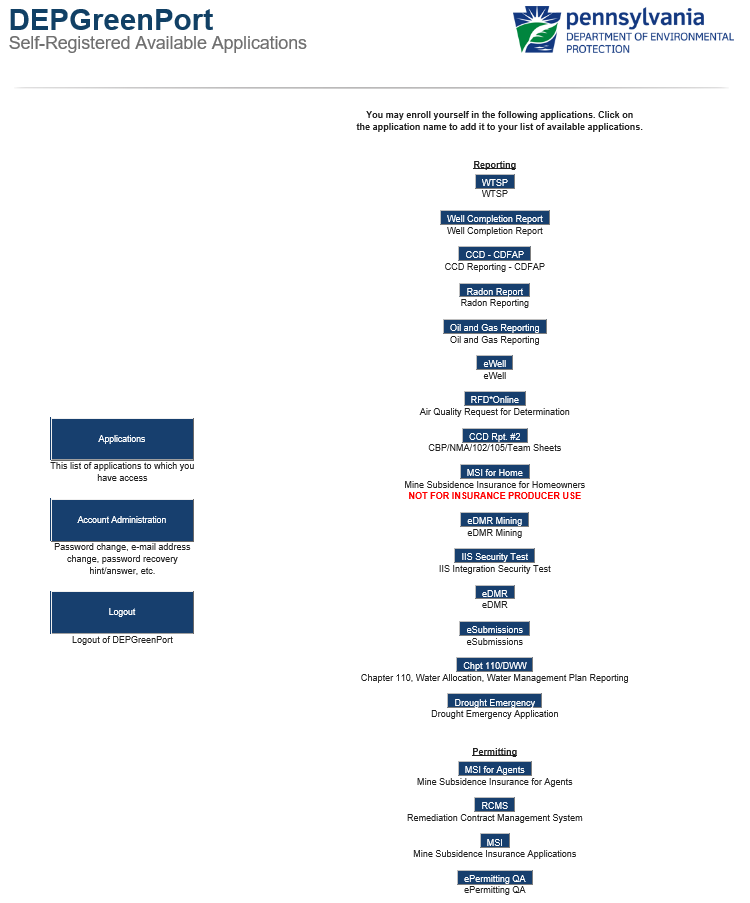 DEPGreenPort
Self-Registered Available Applications
pennsylvania
DEPARTMENT OF ENVIRONMENTAL
PROTECTION
You may enroll yourself in the following applications. Click on
the application name to add it to your list of available applications.
Applications
This list of applications to which you
have access
Account Administration
Password change, e-mail address
change, password recovery
hint/answer, etc.
Logout
Logout of DEPGreenPort
Reporting
WTSP
WTSP
Well Completion Report
Well Completion Report
CCD - CDFAP
CCD Reporting - CDFAP
Radon Report
Radon Reporting
Oil and Gas Reporting
Oil and Gas Reporting
eWell
eWell
RFD*Online
Air Quality Request for Determination
CCD Rpt. #2
CBP/NMA/102/105/Team Sheets
MSI for Home
Mine Subsidence Insurance for Homeowners
NOT FOR INSURANCE PRODUCER USE
eDMR Mining
eDMR Mining
IIS Security Test
IIS Integration Security Test
eDMR
eDMR
eSubmissions
eSubmissions
Chpt 110/DWW
Chapter 110, Water Allocation, Water Management Plan Reporting
Drought Emergency
Drought Emergency Application
Permitting
MSI for Agents
Mine Subsidence Insurance for Agents
RCMS
Remediation Contract Management System
MSI
Mine Subsidence Insurance Applications
ePermitting QA
ePermitting QA